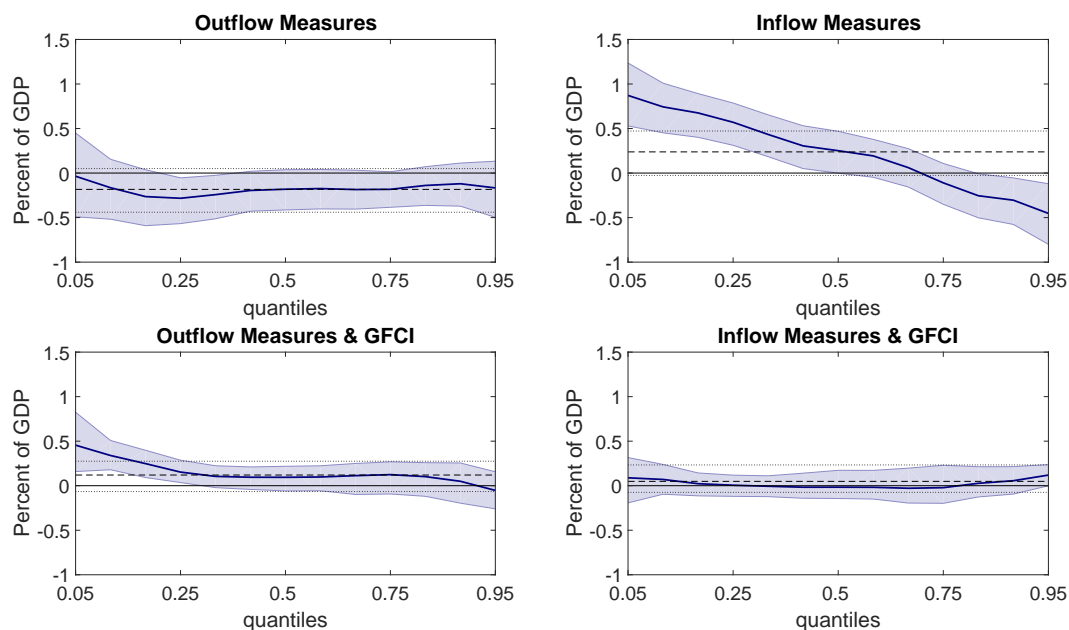 Outflow Measures
Percent of GDP
1.5
1
0.5
0
-0.5
-1
0.05 0.25 0.5 0.75 0.95
quantiles
Inflow Measures
Percent of GDP
1.5
1
0.5
0
-0.5
-1
0.05 0.25 0.5 0.75 0.95
quantiles
Outflow Measures & GFCI
Percent of GDP
1.5
1
0.5
0
-0.5
-1
0.05 0.25 0.5 0.75 0.95
quantiles
Inflow Measures & GFCI
Percent of GDP
1.5
1
0.5
0
-0.5
-1
0.05 0.25 0.5 0.75 0.95
quantiles